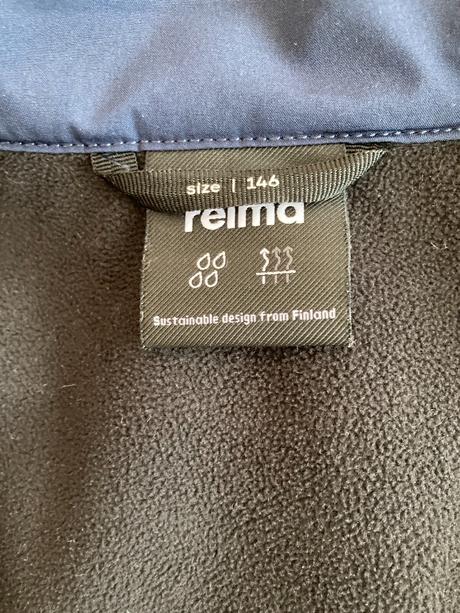 size | 146
reima
Sustainable design from Finland